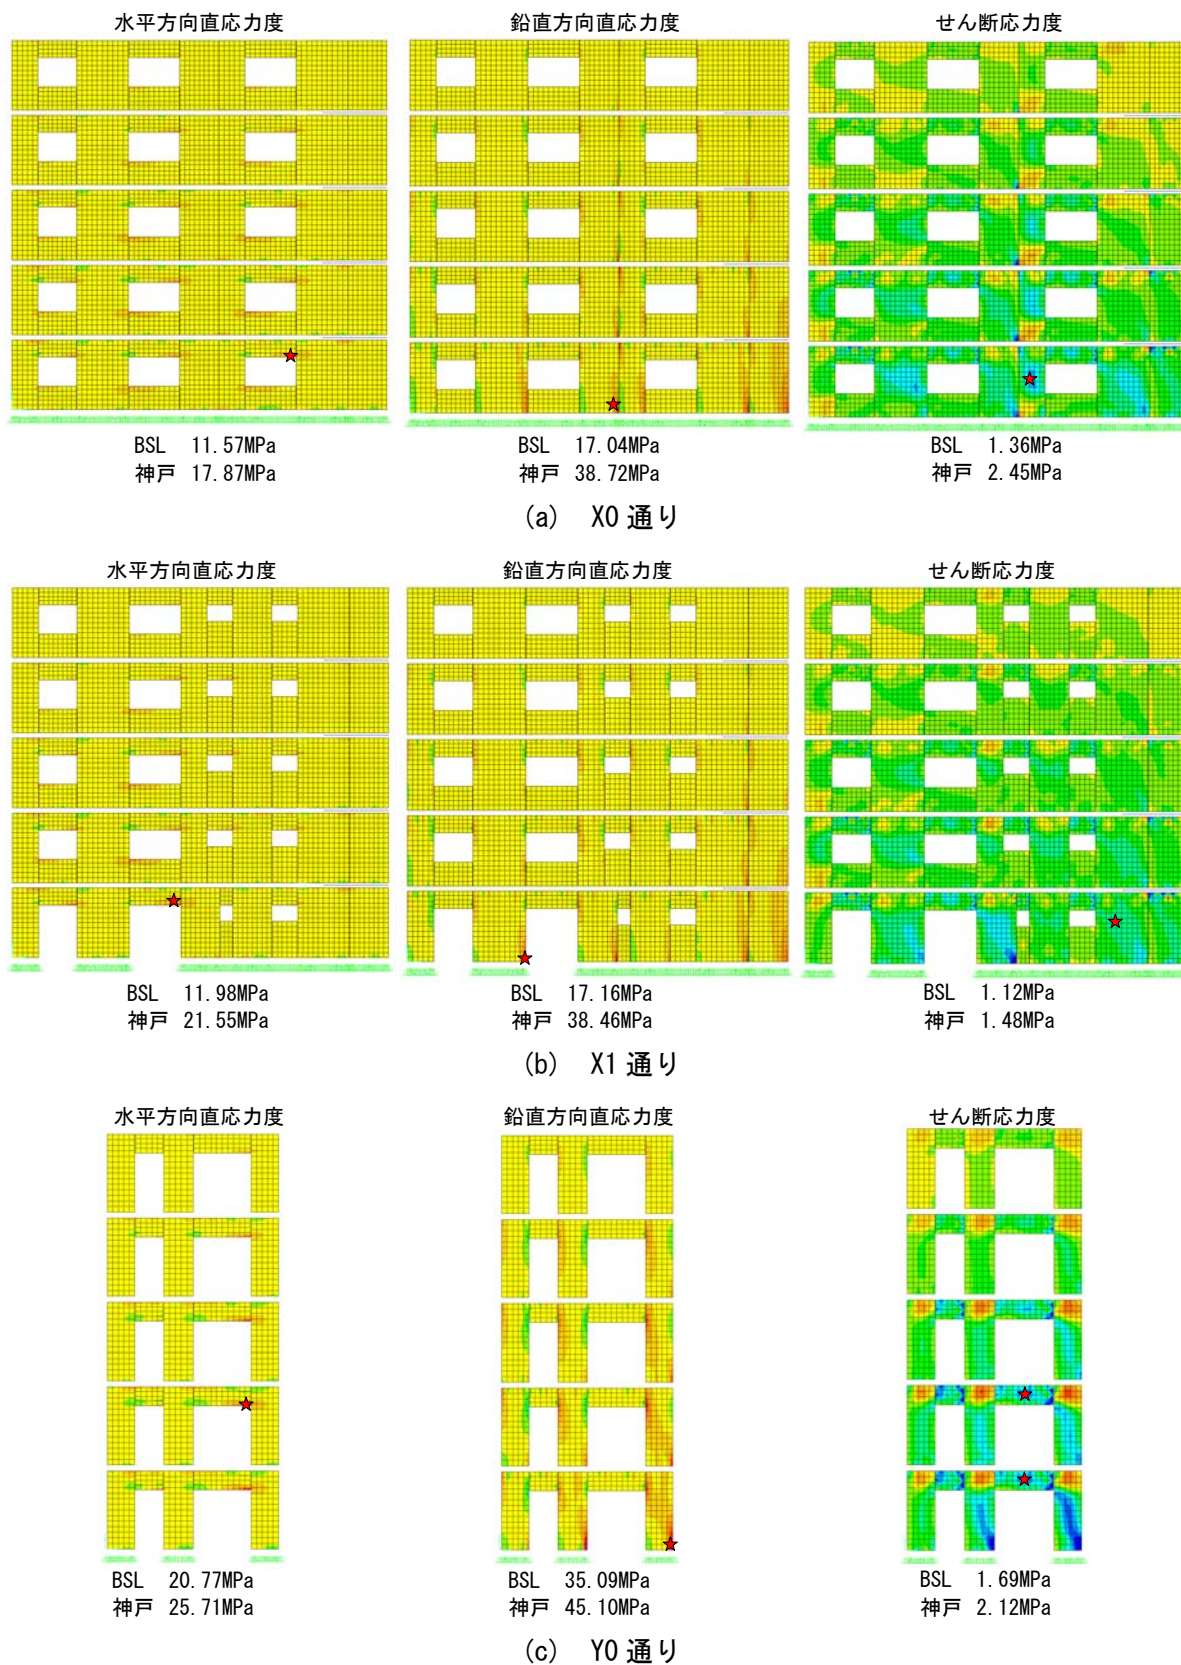 水平方向直応力度 鉛直方向直応力度 せん断応力度
BSL 11.57MPa BSL 17.04MPa BSL 1.36MPa
神戸 17.87MPa 神戸 38.72MPa 神戸 2.45MPa
(a) X0通り
水平方向直応力度 鉛直方向直応力度 せん断応力度
BSL 11.98MPa BSL 17.16MPa BSL 1.12MPa
神戸 21.55MPa 神戸 38.46MPa 神戸 1.48MPa
(b) X1通り
水平方向直応力度 鉛直方向直応力度 せん断応力度
BSL 20.77MPa BSL 35.09MPa BSL 1.69MPa
神戸 25.71MPa 神戸 45.10MPa 神戸 2.12MPa
(c) Y0通り